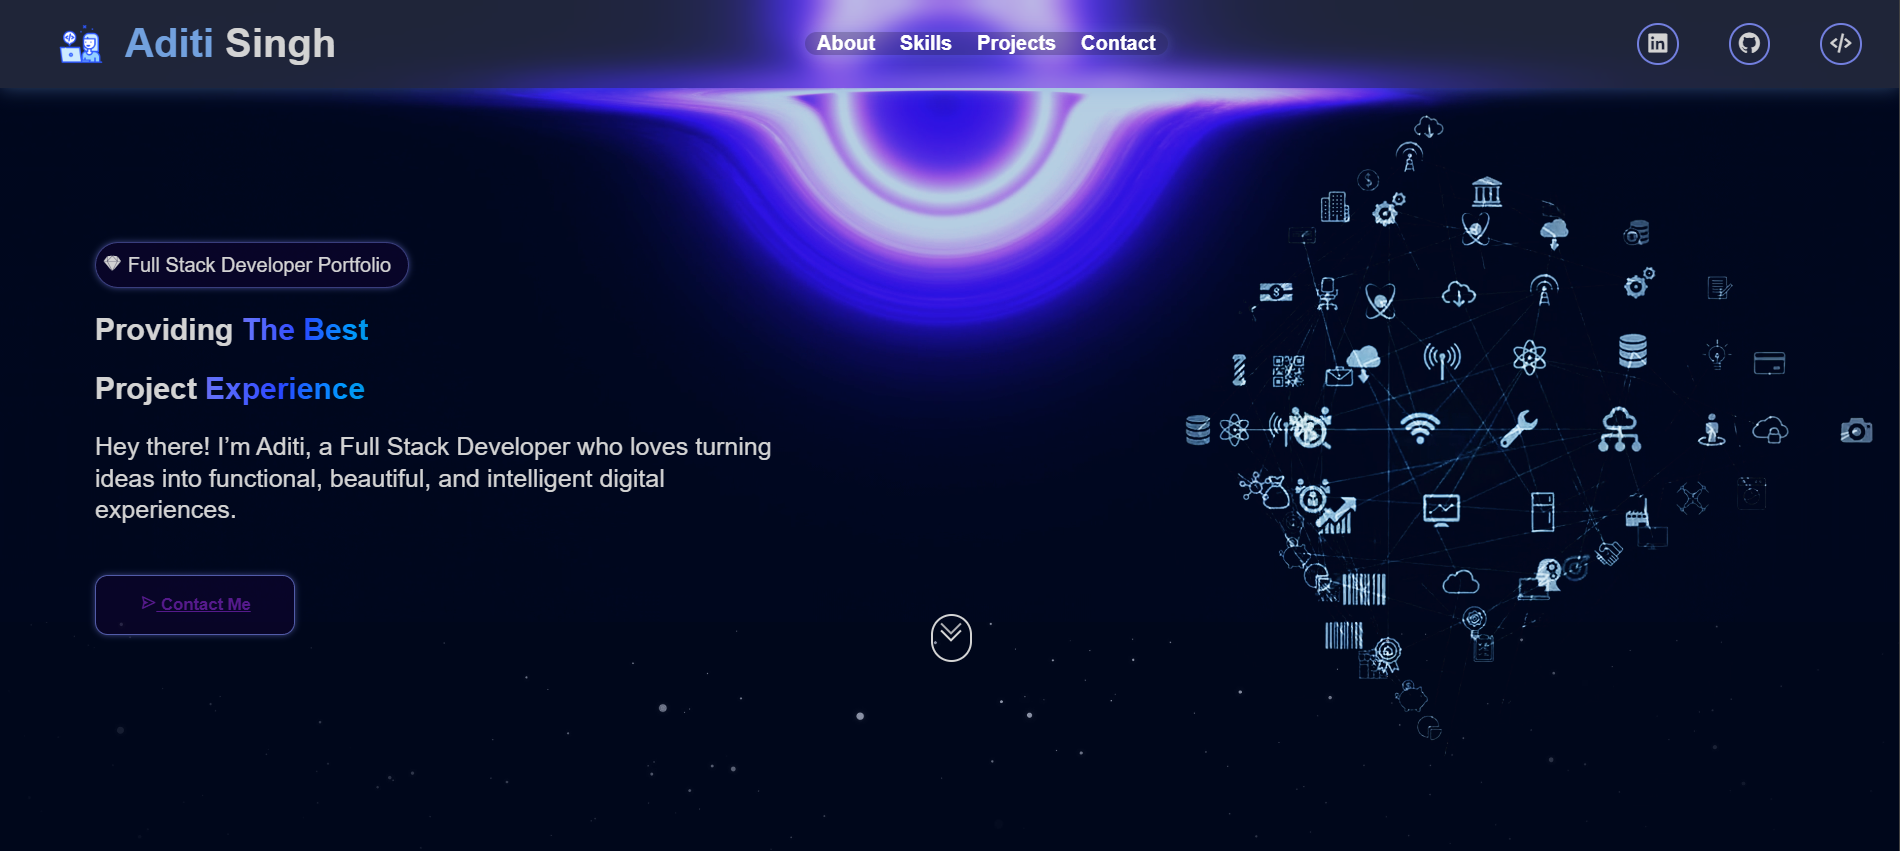 Aditi Singh
About Skills Projects Contact
Full Stack Developer Portfolio
Providing The Best
Project Experience
Hey there! I’m Aditi, a Full Stack Developer who loves turning
ideas into functional, beautiful, and intelligent digital
experiences.
Contact Me